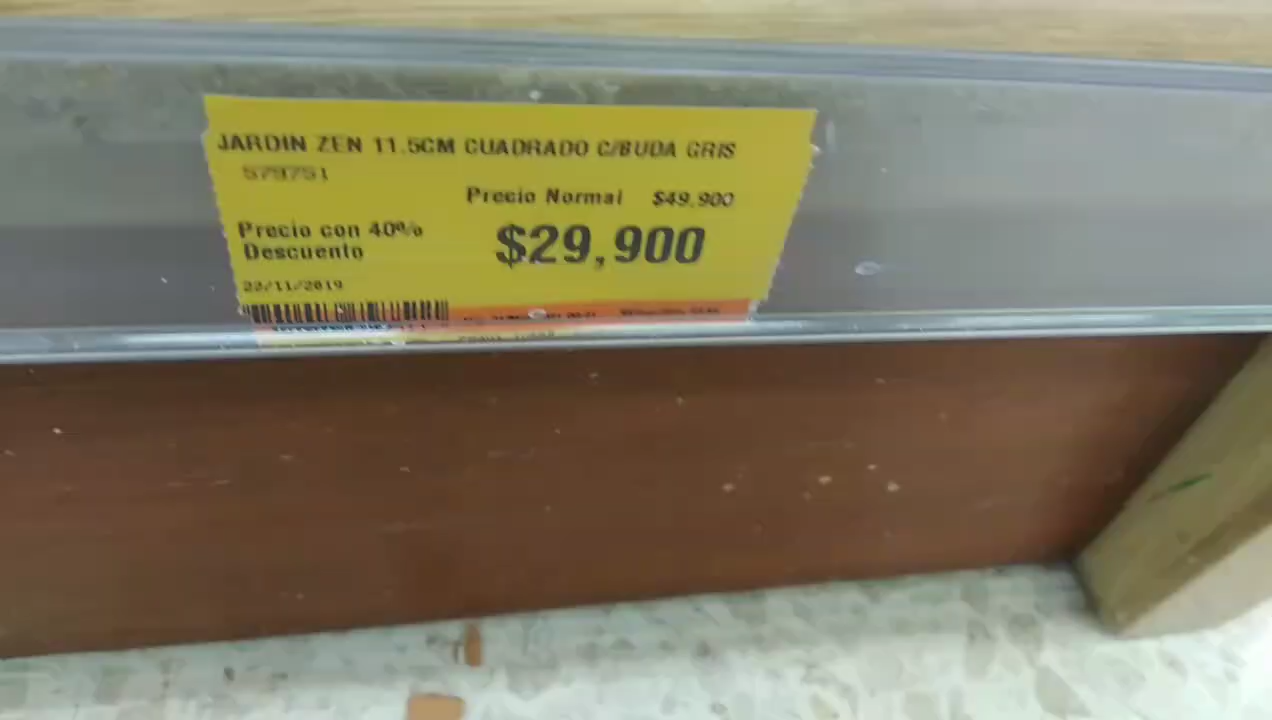 JARDIN ZEN 11.5CM CUADRADO C/BUDA GRIS
579751
Precio Normal $49,900
Precio con 40%
Descuento
$29,900
22/11/2019